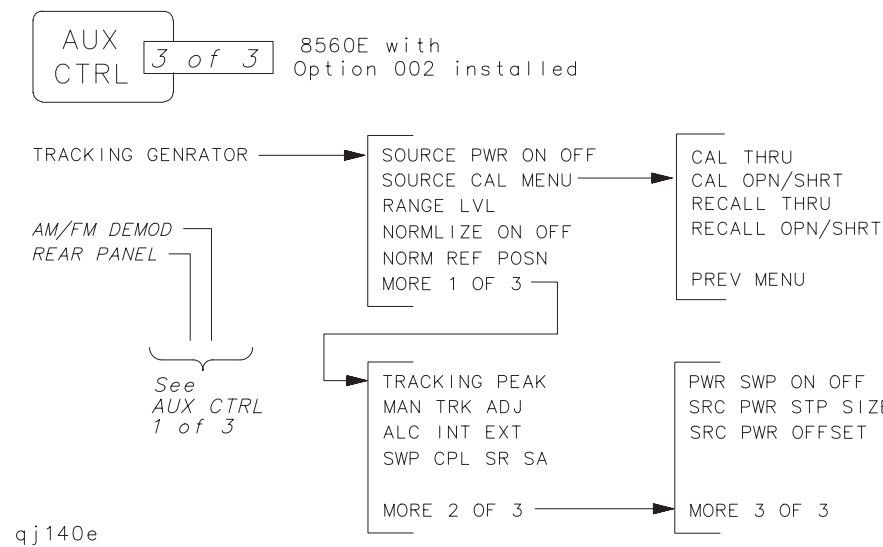 AUX
CTRL
3 of 3
8560E with
Option 002 installed
TRACKING GENRATOR
AM/FM DEMOD
REAR PANEL
See
AUX CTRL
1 of 3
SOURCE PWR ON OFF
SOURCE CAL MENU
RANGE LVL
NORMLIZE ON OFF
NORM REF POSN
MORE 1 OF 3
CAL THRU
CAL OPN/SHRT
RECALL THRU
RECALL OPN/SHRT
PREV MENU
TRACKING PEAK
MAN TRK ADJ
ALC INT EXT
SWP CPL SR SA
MORE 2 OF 3
PWR SWP ON OFF
SRC PWR STP SIZE
SRC PWR OFFSET
MORE 3 OF 3
qj140e